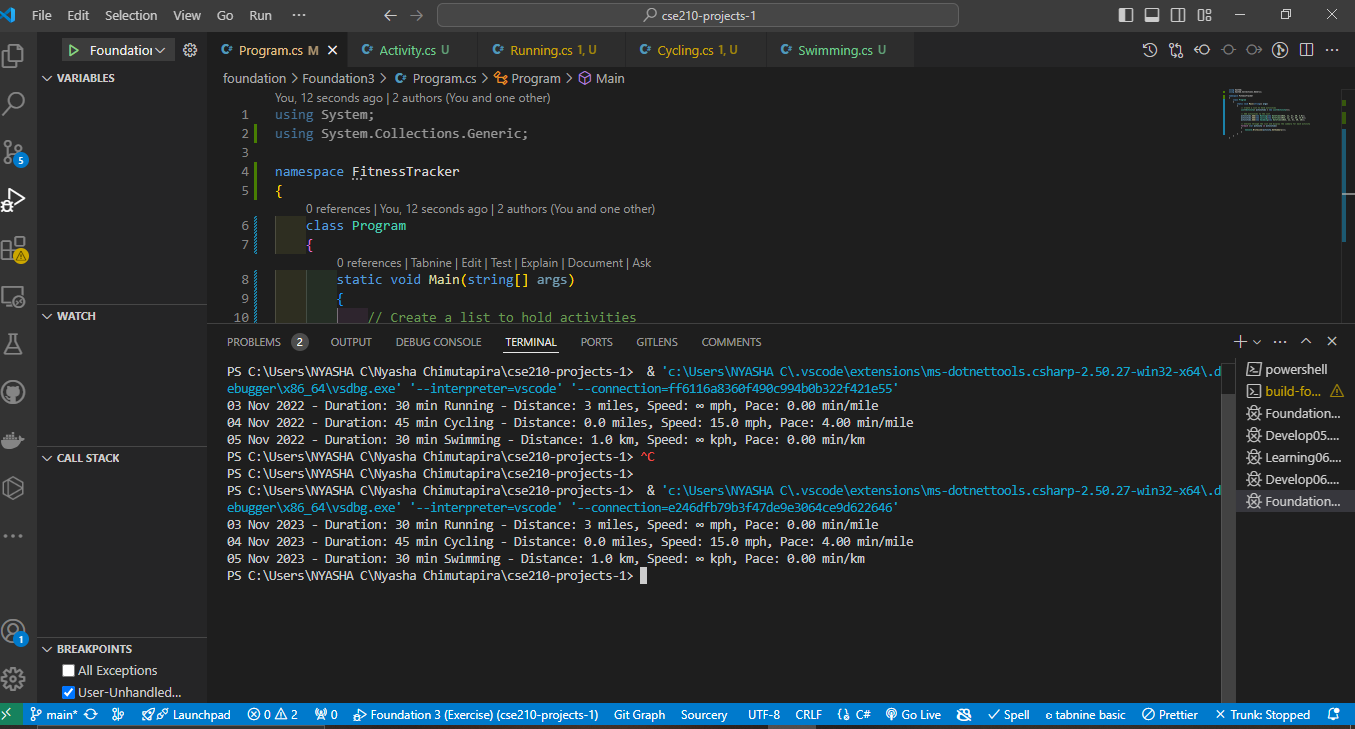 File Edit Selection View Go Run ··· cse210-projects-1
Foundation
Program.cs M Activity.cs U Running.cs 1, U Cycling.cs 1, U Swimming.cs U
VARIABLES
foundation > Foundation3 > Program.cs > Program > Main
You, 12 seconds ago | 2 authors (You and one other)
1 using System;
2 using System.Collections.Generic;
3
4 namespace FitnessTracker
5 {
0 references | You, 12 seconds ago | 2 authors (You and one other)
6 class Program
7 {
0 references | Tabnine | Edit | Test | Explain | Document | Ask
8 static void Main(string[] args)
9 {
10 // Create a list to hold activities
WATCH
CALL STACK
BREAKPOINTS
All Exceptions
User-Unhandled...
5
1
PROBLEMS 2 OUTPUT DEBUG CONSOLE TERMINAL PORTS GITLENS COMMENTS
PS C:\Users\NYASHA C\Nyasha Chimutapira\cse210-projects-1> & 'c:\Users\NYASHA C\.vscode\extensions\ms-dotnettools.csharp-2.50.27-win32-x64\.d
ebugger\x86_64\vsdbg.exe' '--interpreter=vscode' '--connection=ff6116a8360f490c994b0b322f421e55'
03 Nov 2022 - Duration: 30 min Running - Distance: 3 miles, Speed: ∞ mph, Pace: 0.00 min/mile
04 Nov 2022 - Duration: 45 min Cycling - Distance: 0.0 miles, Speed: 15.0 mph, Pace: 4.00 min/mile
05 Nov 2022 - Duration: 30 min Swimming - Distance: 1.0 km, Speed: ∞ kph, Pace: 0.00 min/km
PS C:\Users\NYASHA C\Nyasha Chimutapira\cse210-projects-1> ^C
PS C:\Users\NYASHA C\Nyasha Chimutapira\cse210-projects-1>
PS C:\Users\NYASHA C\Nyasha Chimutapira\cse210-projects-1> & 'c:\Users\NYASHA C\.vscode\extensions\ms-dotnettools.csharp-2.50.27-win32-x64\.d
ebugger\x86_64\vsdbg.exe' '--interpreter=vscode' '--connection=e246dfb79b3f47de9e3064ce9d622646'
03 Nov 2023 - Duration: 30 min Running - Distance: 3 miles, Speed: ∞ mph, Pace: 0.00 min/mile
04 Nov 2023 - Duration: 45 min Cycling - Distance: 0.0 miles, Speed: 15.0 mph, Pace: 4.00 min/mile
05 Nov 2023 - Duration: 30 min Swimming - Distance: 1.0 km, Speed: ∞ kph, Pace: 0.00 min/km
PS C:\Users\NYASHA C\Nyasha Chimutapira\cse210-projects-1>
powershell
build-fo...
Foundation...
Develop05....
Learning06....
Develop06....
Foundation...
main* Launchpad 0 2 0 Foundation 3 (Exercise) (cse210-projects-1) Git Graph Sourcery UTF-8 CRLF C# Go Live Spell tabnine basic Prettier Trunk: Stopped